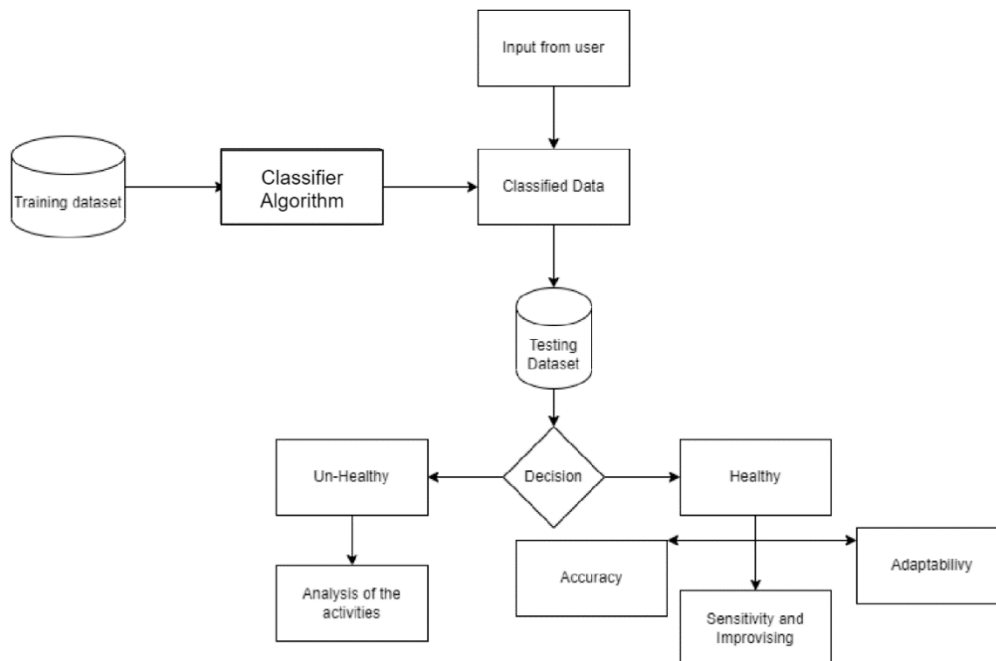 Input from user
Training dataset
Classifier
Algorithm
Classified Data
Testing
Dataset
Un-Healthy
Decision
Healthy
Analysis of the
activities
Accuracy
Sensitivity and
Improvising
Adaptabilivy